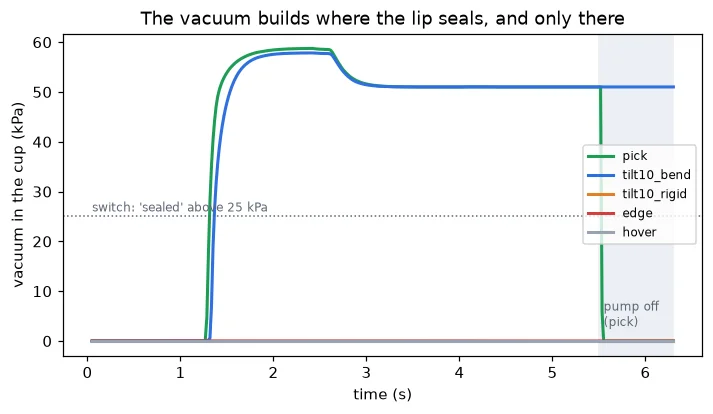 The vacuum builds where the lip seals, and only there
vacuum in the cup (kPa)
60
50
40
30
20
10
0
switch: 'sealed' above 25 kPa
pick
tilt10_bend
tilt10_rigid
edge
hover
pump off
(pick)
0
1
2
3
4
5
6
time (s)